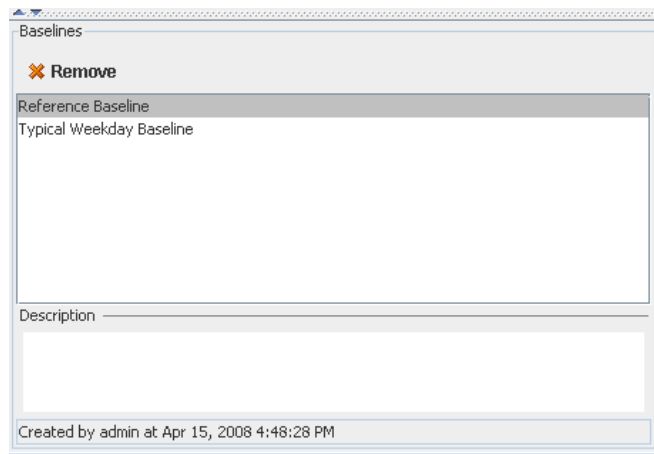 Baselines
Remove
Reference Baseline
Typical Weekday Baseline
Description
Created by admin at Apr 15, 2008 4:48:28 PM